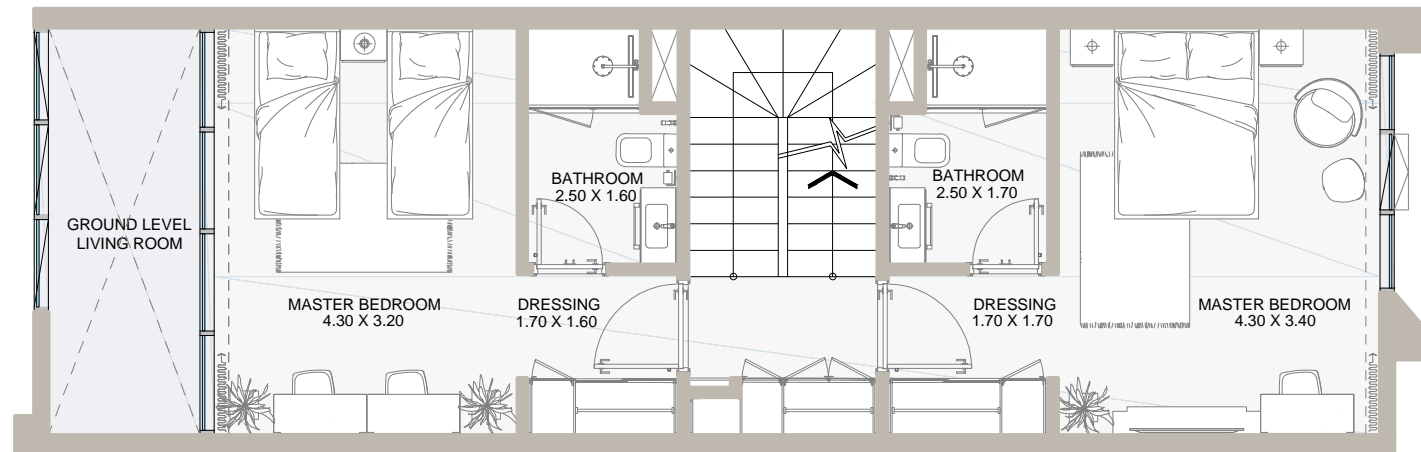 GROUND LEVEL
LIVING ROOM
MASTER BEDROOM
4.30 X 3.20
BATHROOM
2.50 X 1.60
DRESSING
1.70 X 1.60
BATHROOM
2.50 X 1.70
DRESSING
1.70 X 1.70
MASTER BEDROOM
4.30 X 3.40